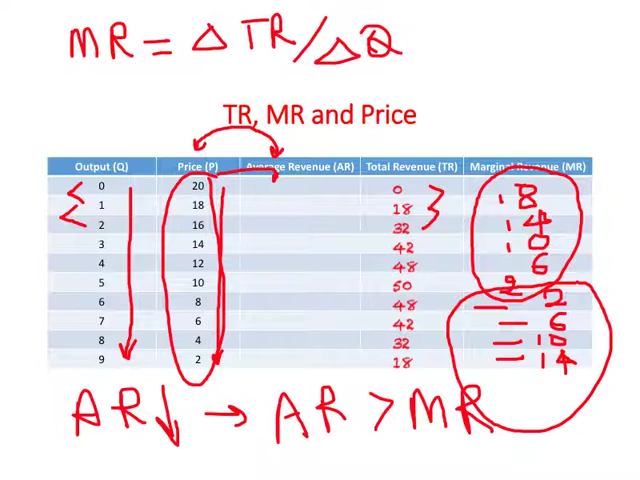 MR = Δ TR/Δ Q
TR, MR and Price
Output (Q) Price (P) Average Revenue (AR) Total Revenue (TR) Marginal Revenue (MR)
0 20 0
1 18 18 18
2 16 32 14
3 14 42 10
4 12 48 6
5 10 50 2
6 8 48 - 2
7 6 42 - 6
8 4 32 - 10
9 2 18 - 14
AR↓ → AR > MR